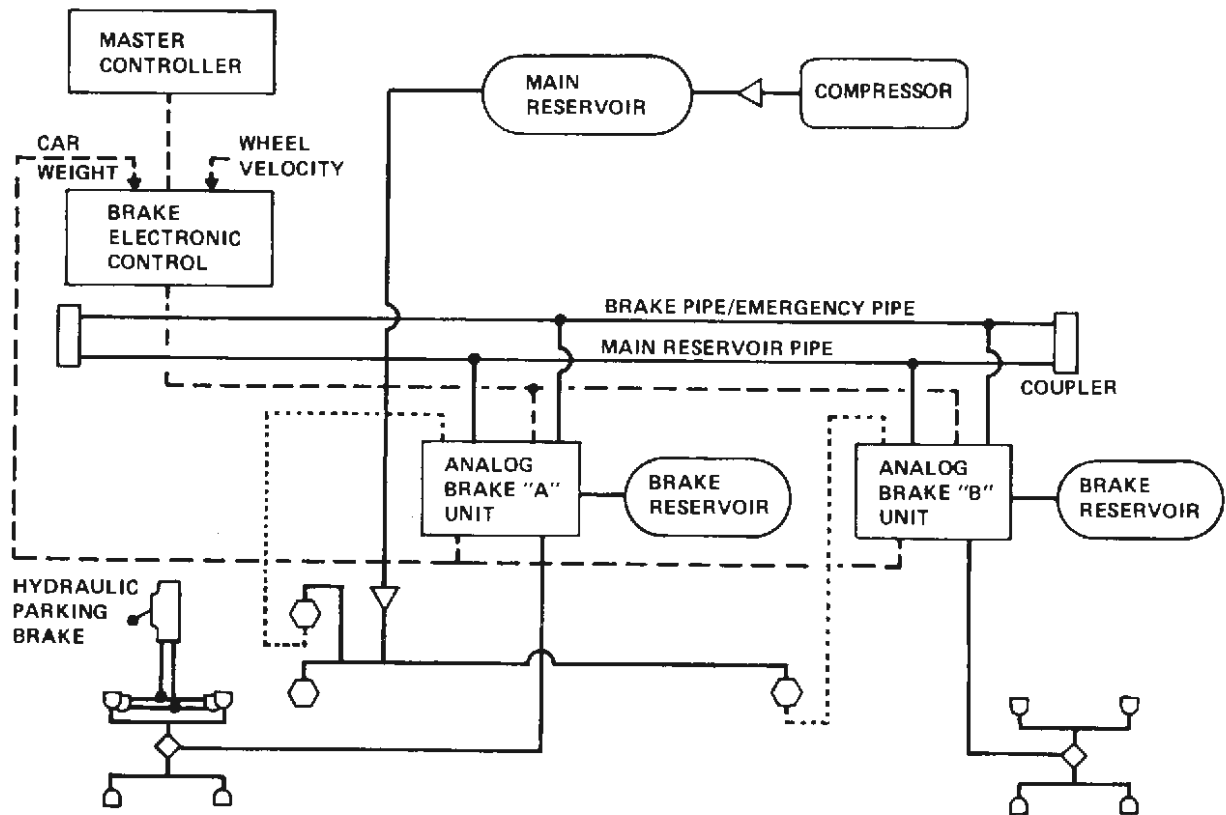 MASTER
CONTROLLER
MAIN
RESERVOIR
COMPRESSOR
CAR
WEIGHT
WHEEL
VELOCITY
BRAKE
ELECTRONIC
CONTROL
BRAKE PIPE/EMERGENCY PIPE
MAIN RESERVOIR PIPE
COUPLER
ANALOG
BRAKE "A"
UNIT
BRAKE
RESERVOIR
ANALOG
BRAKE "B"
UNIT
BRAKE
RESERVOIR
HYDRAULIC
PARKING
BRAKE